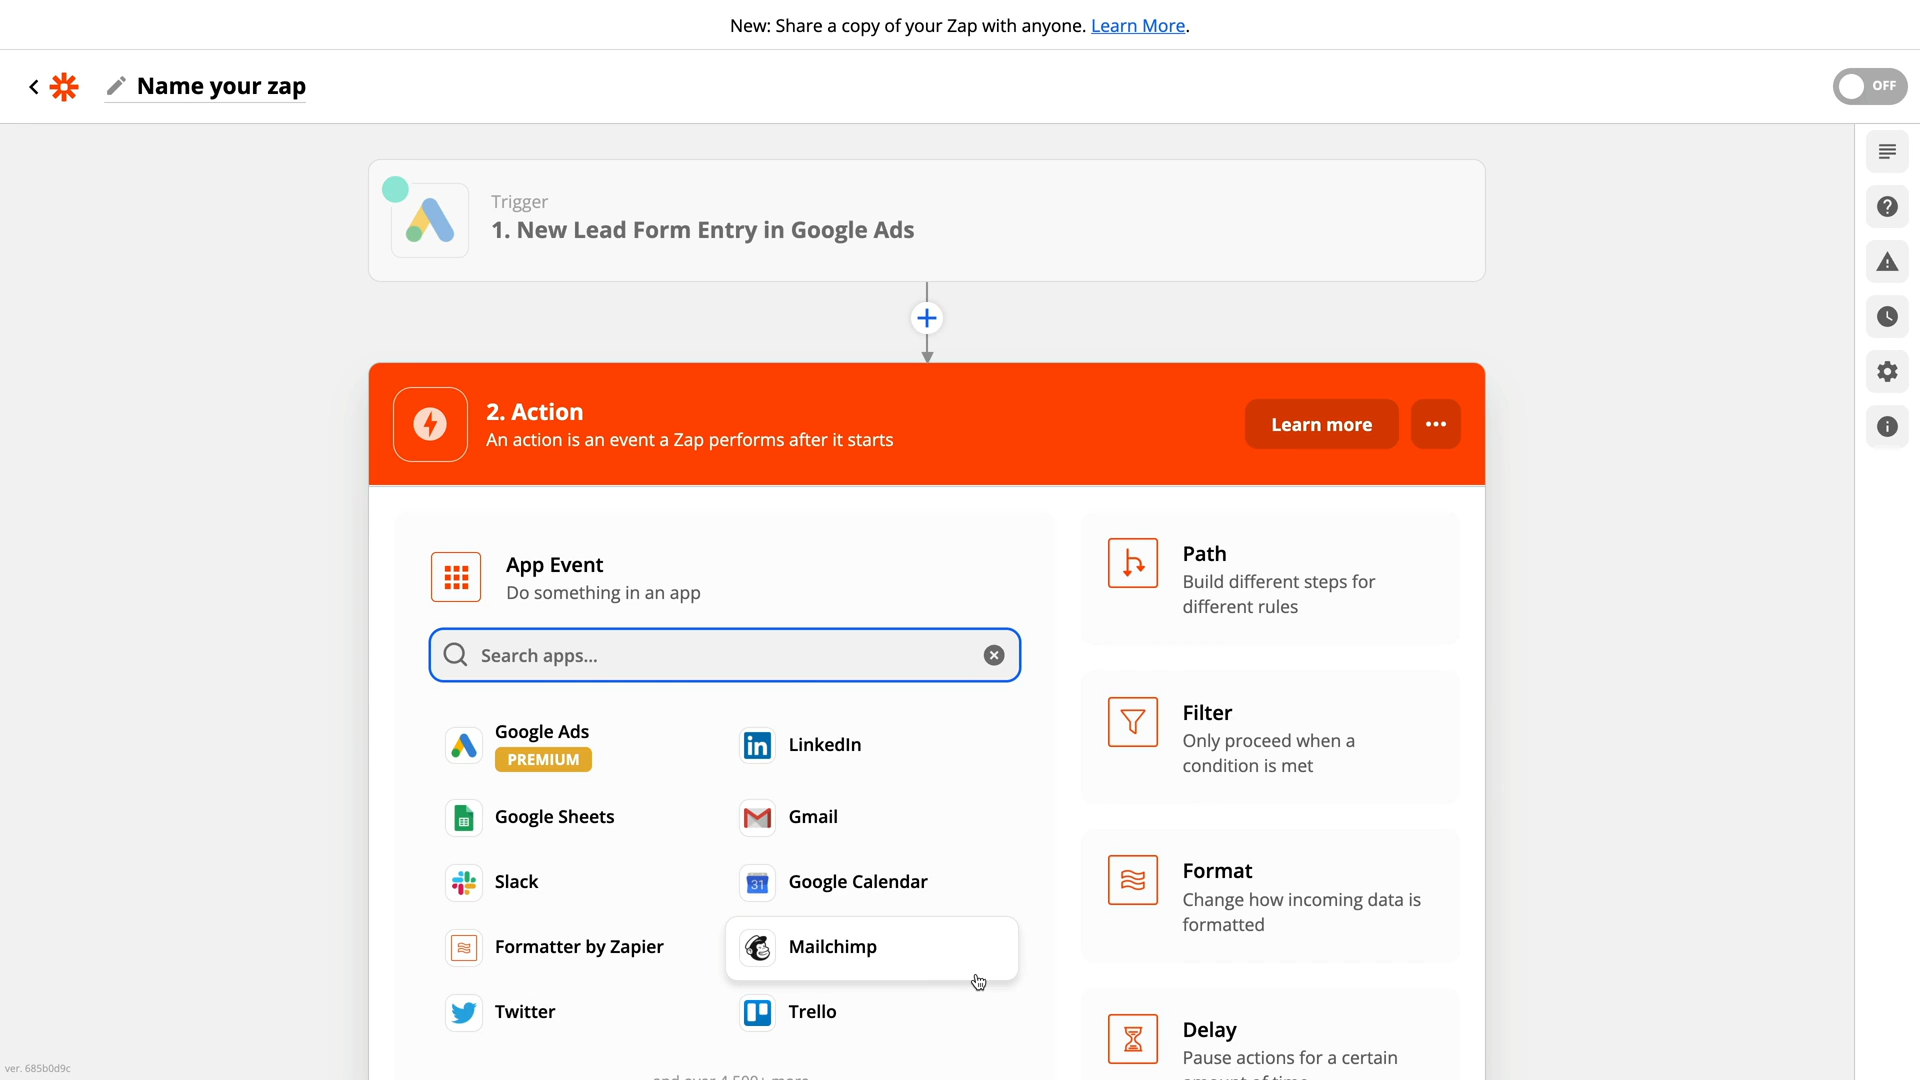 New: Share a copy of your Zap with anyone. Learn More.
Name your zap
OFF
Trigger
1. New Lead Form Entry in Google Ads
2. Action
An action is an event a Zap performs after it starts
Learn more
App Event
Do something in an app
Search apps...
Google Ads
PREMIUM
LinkedIn
Google Sheets
Gmail
Slack
31
Google Calendar
Formatter by Zapier
Mailchimp
Twitter
Trello
Path
Build different steps for
different rules
Filter
Only proceed when a
condition is met
Format
Change how incoming data is
formatted
Delay
Pause actions for a certain
ver. 685b0d9c